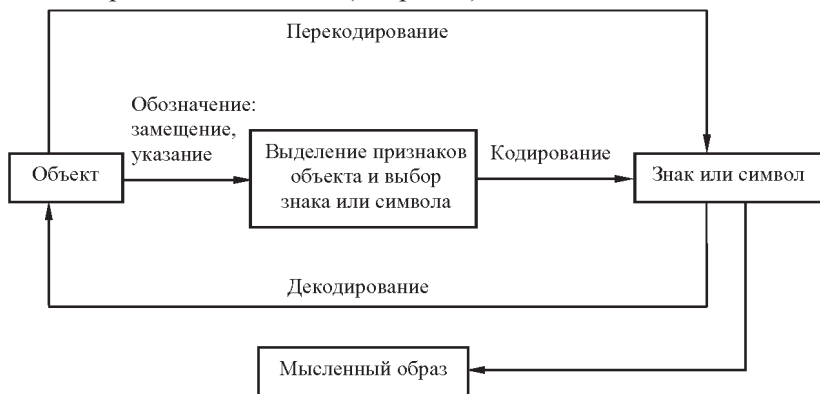 Перекодирование
Обозначение:
замещение,
указание
Объект
Выделение признаков
объекта и выбор
знака или символа
Кодирование
Знак или символ
Декодирование
Мысленный образ